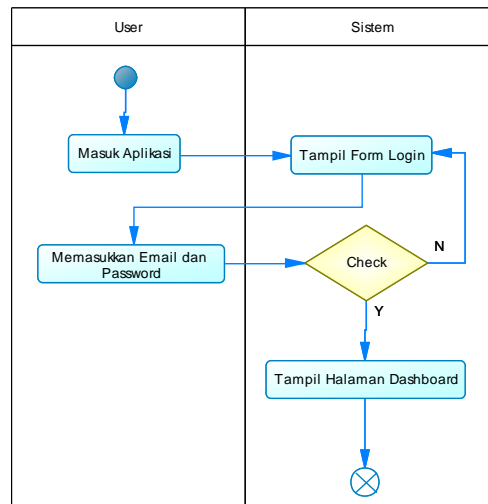 User
Sistem
Masuk Aplikasi
Tampil Form Login
Memasukkan Email dan
Password
Check
N
Y
Tampil Halaman Dashboard